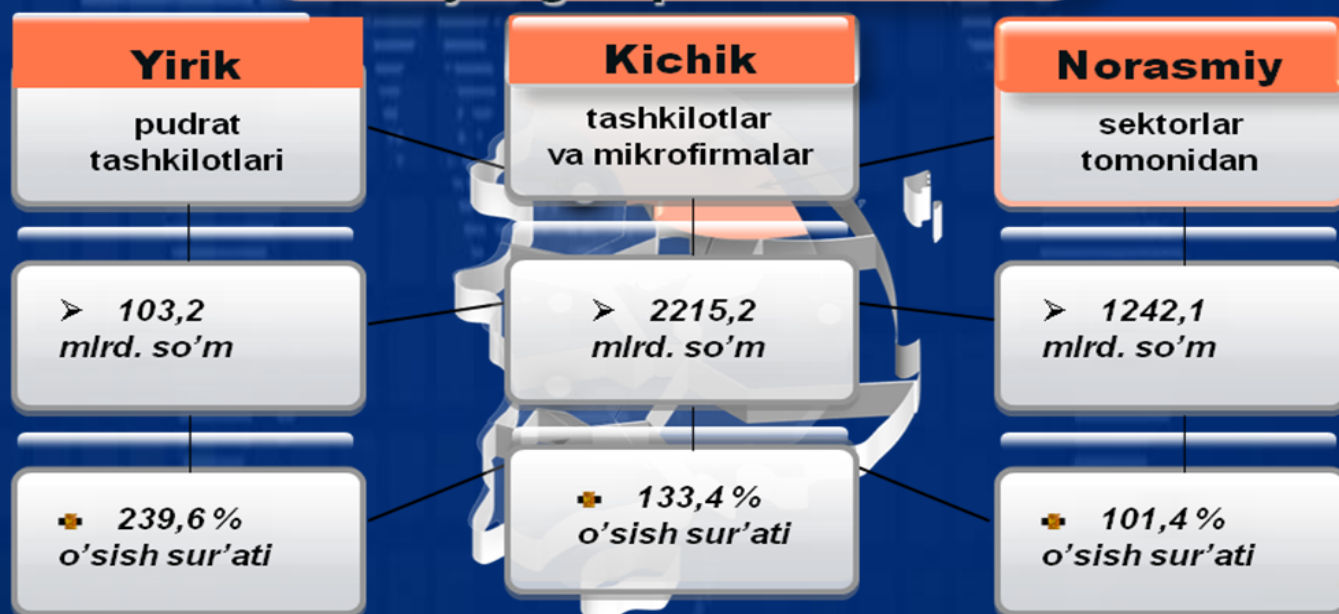 Yirik
pudrat
tashkilotlari
103,2
mlrd. so’m
239,6 %
o’sish sur’ati
Kichik
tashkilotlar
va mikrofirmalar
2215,2
mlrd. so’m
133,4 %
o’sish sur’ati
Norasmiy
sektorlar
tomonidan
1242,1
mlrd. so’m
101,4 %
o’sish sur’ati